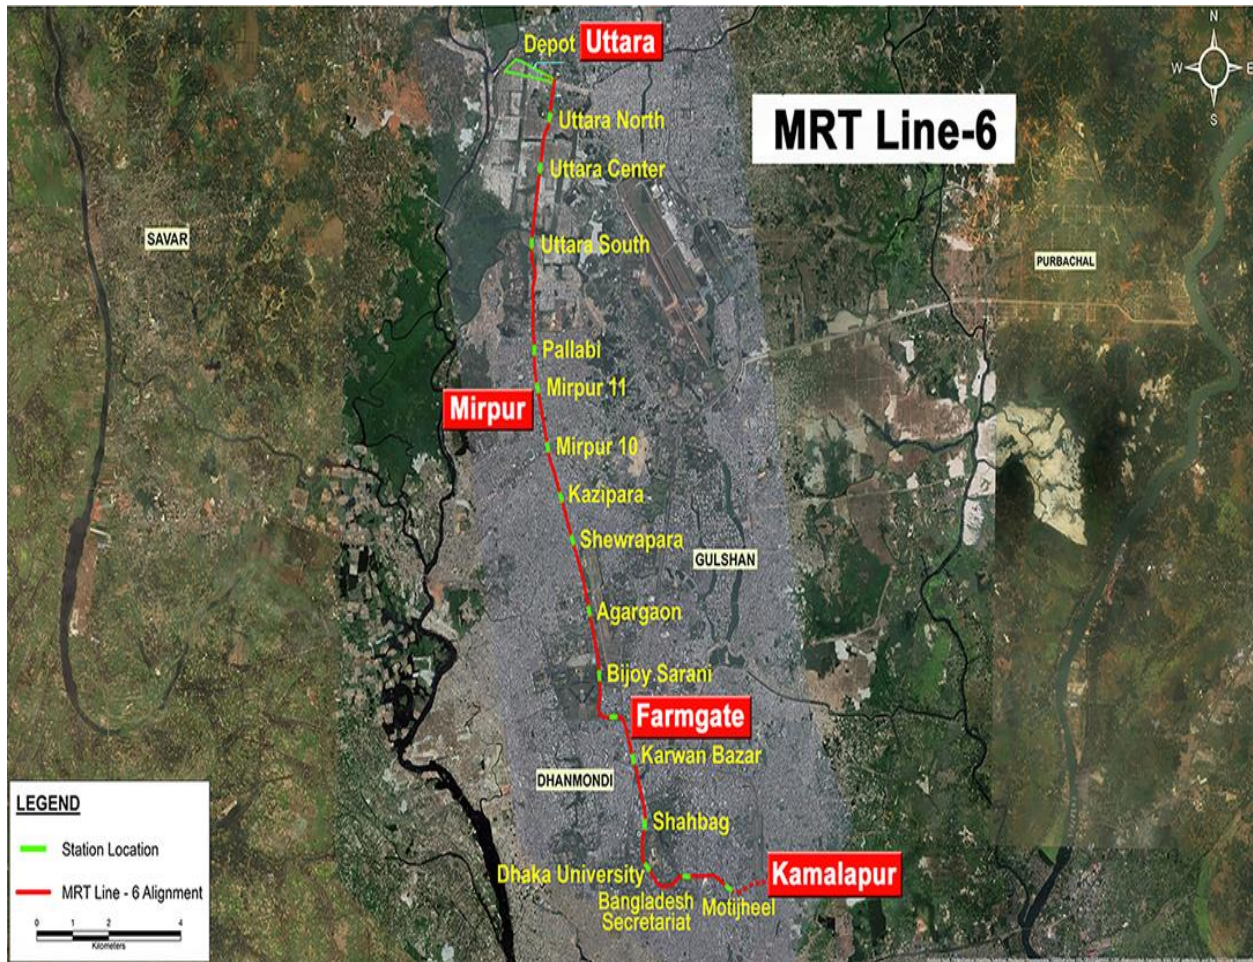 Depot
Uttara
N
W
E
S
MRT Line-6
Uttara North
Uttara Center
SAVAR
Uttara South
PURBACHAL
Pallabi
Mirpur 11
Mirpur
Mirpur 10
Kazipara
Shewrapara
GULSHAN
Agargaon
Bijoy Sarani
Farmgate
Karwan Bazar
DHANMONDI
Shahbag
Dhaka University
Kamalapur
Bangladesh
Secretariat
Motijheel
LEGEND
Station Location
MRT Line - 6 Alignment
0 1 2 4
Kilometers